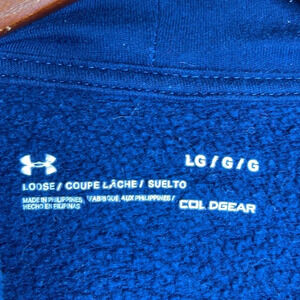 LG / G / G
LOOSE / COUPE LÂCHE / SUELTO
MADE IN PHILIPPINES / FABRIQUÉ AUX PHILIPPINES /
HECHO EN FILIPINAS
COLDGEAR